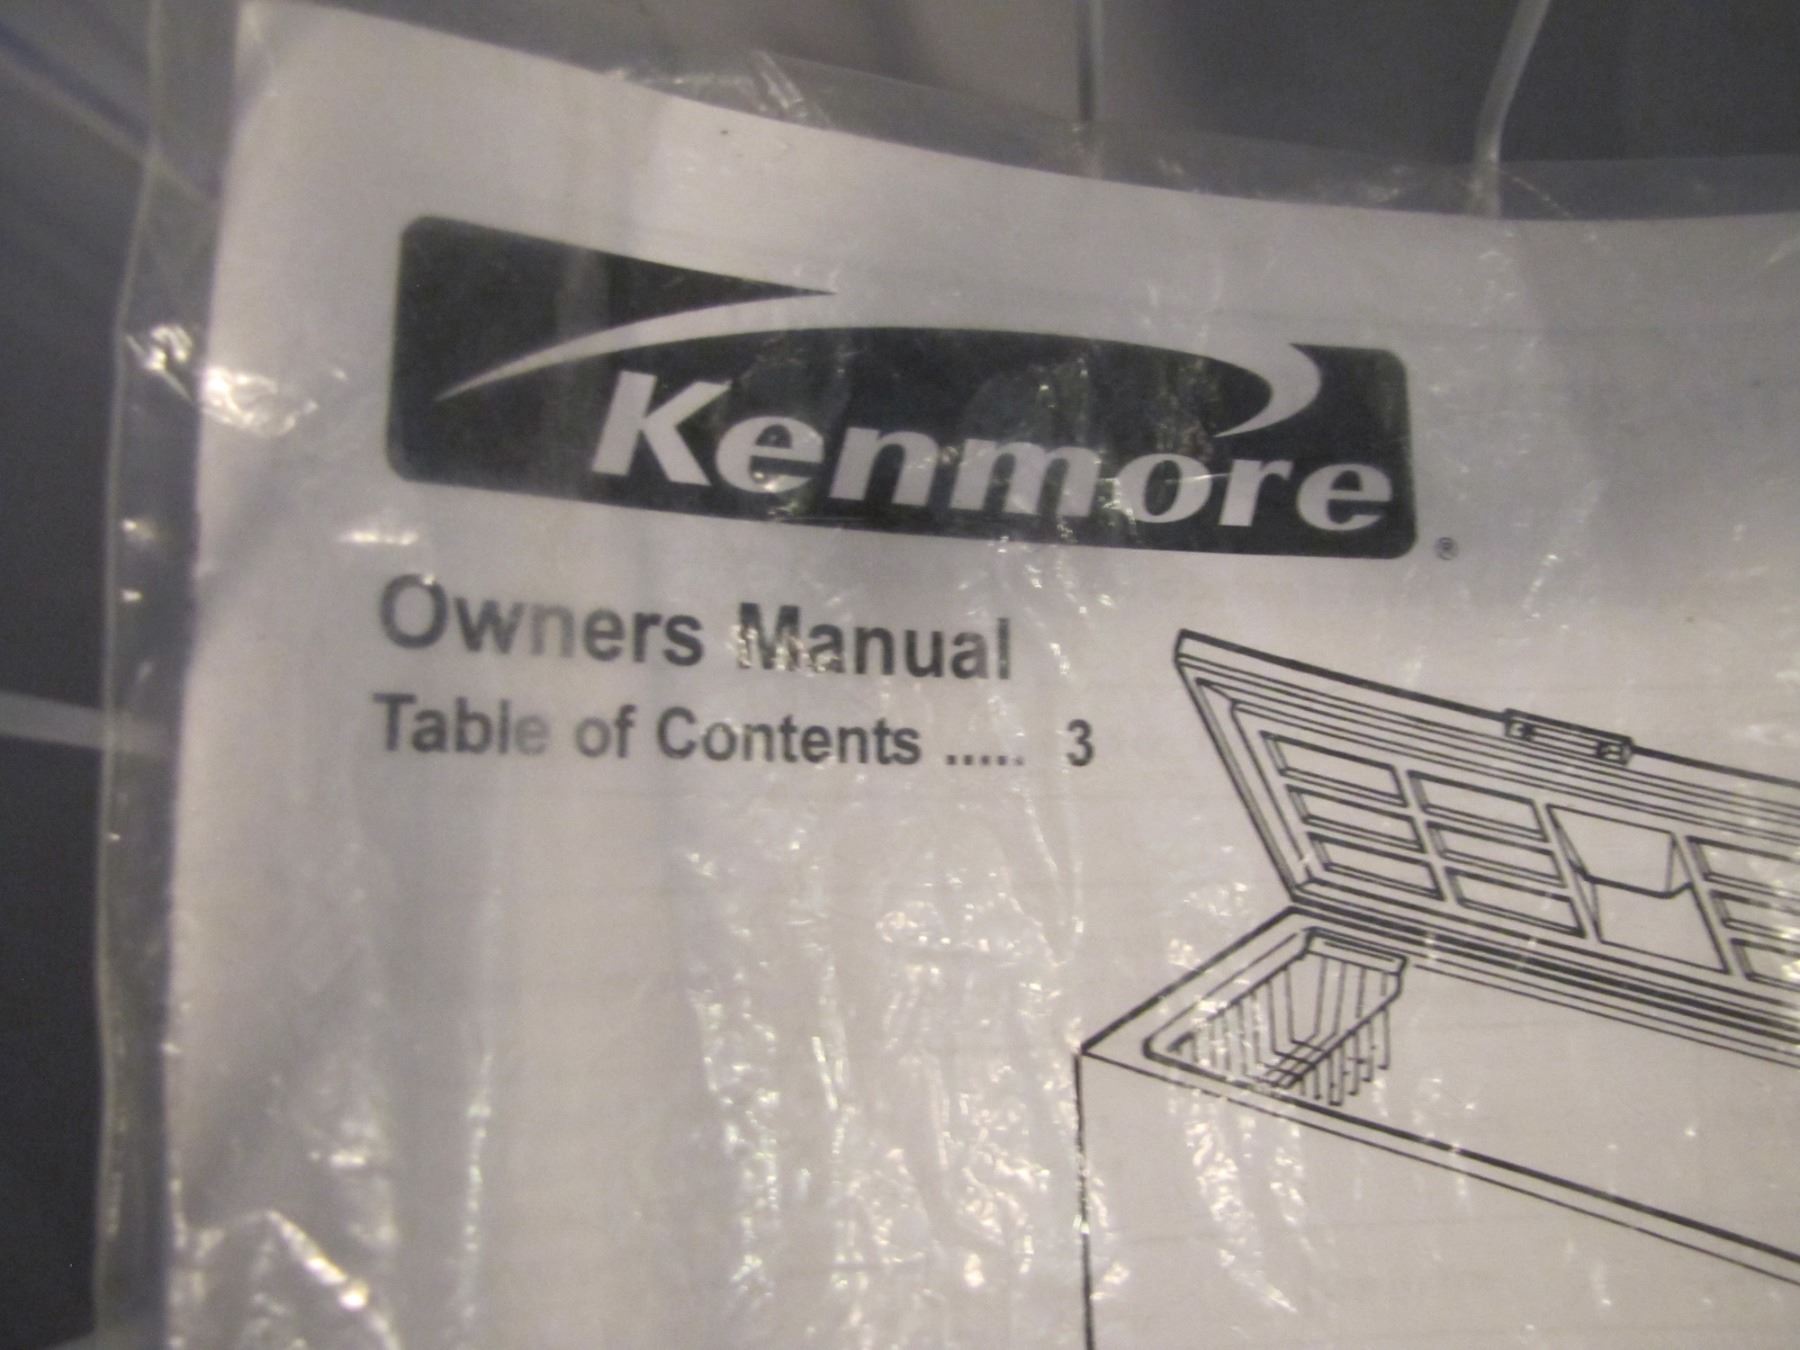 Kenmore ®
Owners Manual
Table of Contents ..... 3